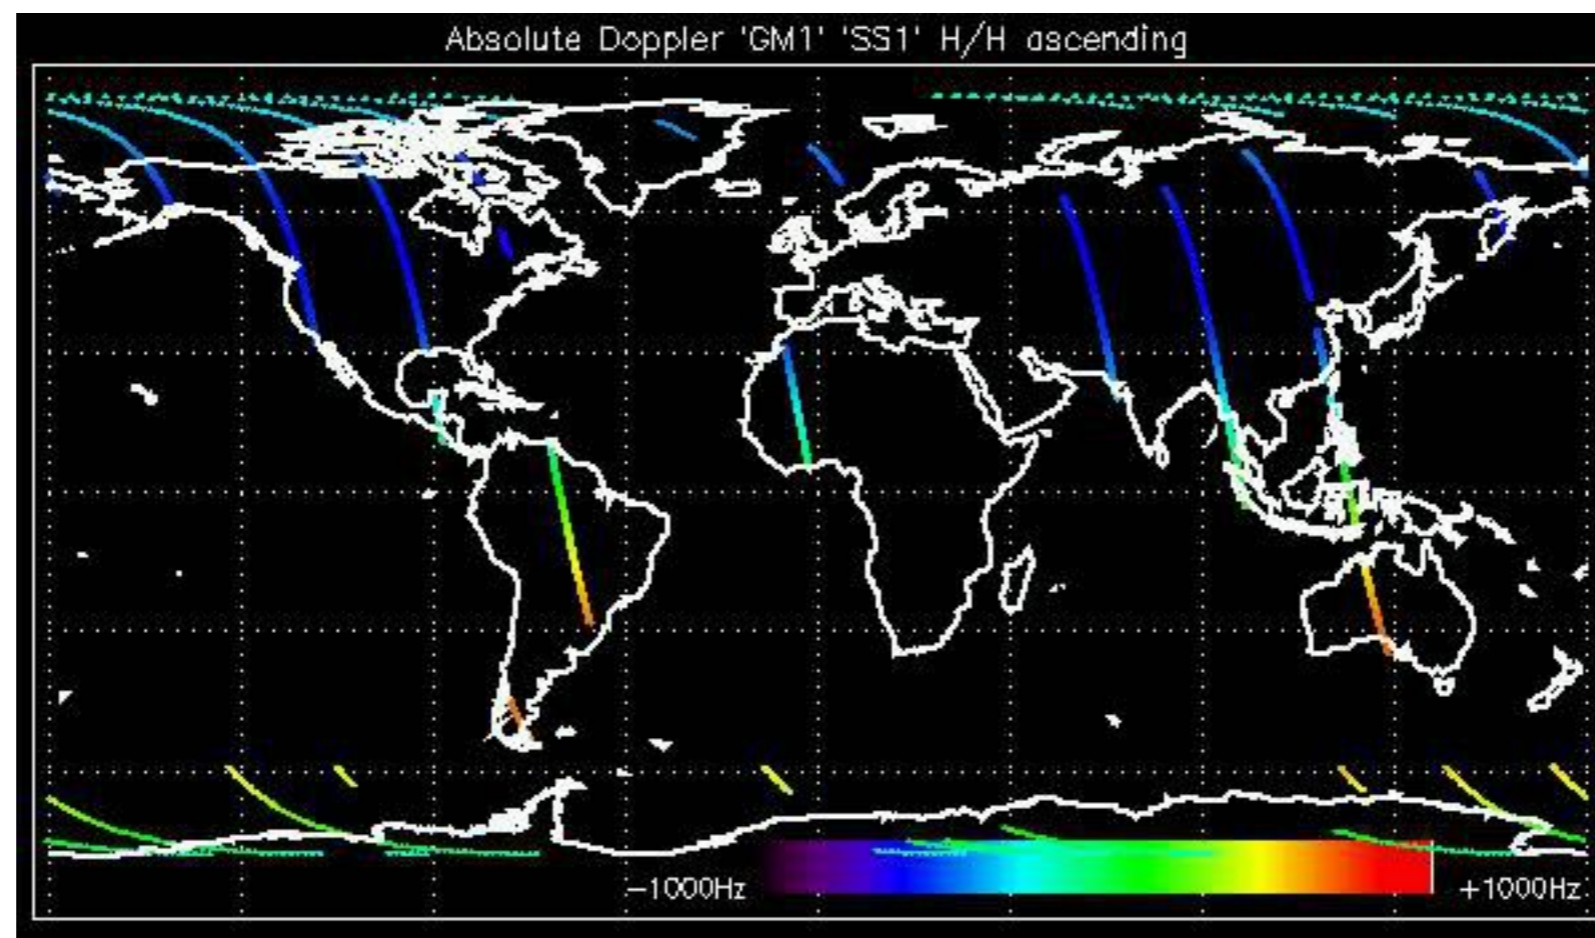 Absolute Doppler 'GM1' 'SS1' H/H ascending
−1000Hz
+1000Hz